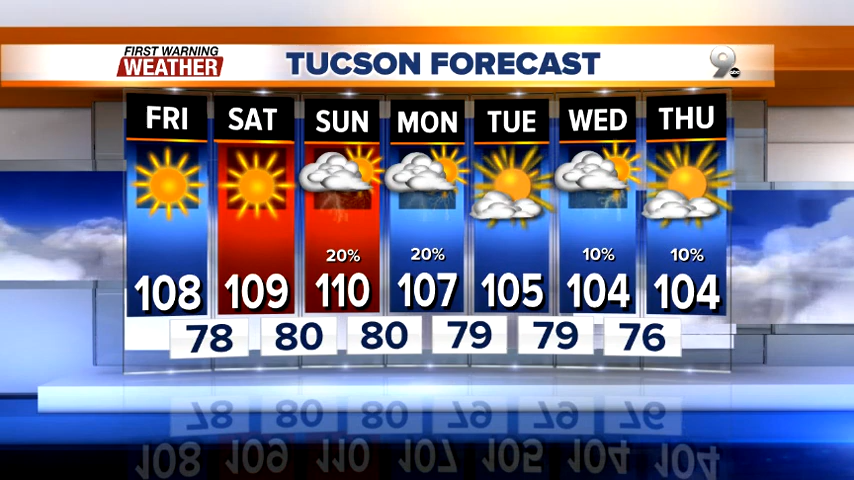 FIRST WARNING
WEATHER
TUCSON FORECAST
9 abc
FRI SAT SUN MON TUE WED THU
20% 20% 10% 10%
108 109 110 107 105 104 104
78 80 80 79 79 76